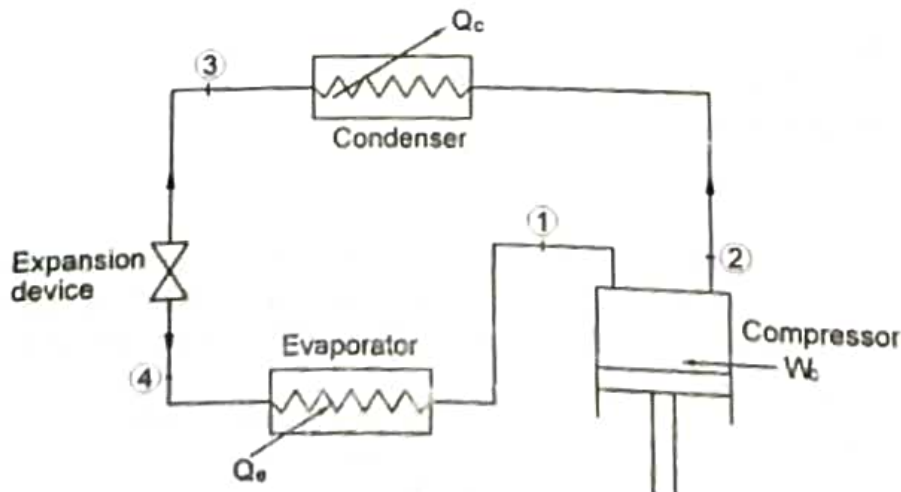 Qc
3
Condenser
1
Expansion
device
2
Evaporator
Compressor
Wc
4
Qe